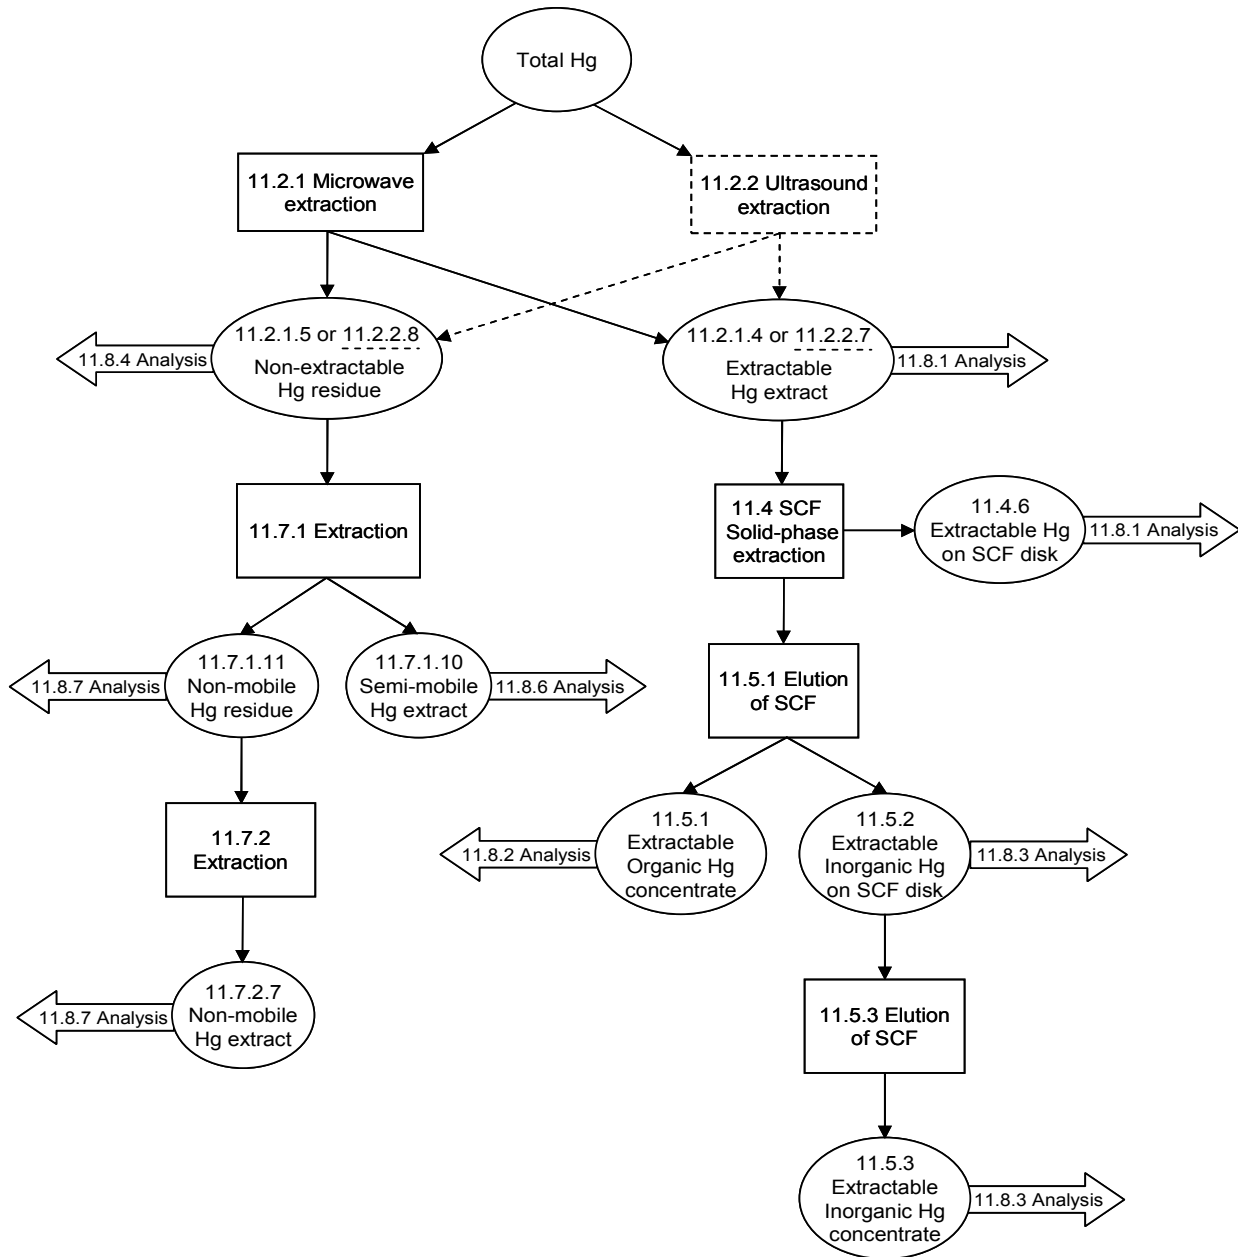 Total Hg
11.2.1 Microwave
extraction
11.2.2 Ultrasound
extraction
11.2.1.5 or 11.2.2.8
Non-extractable
Hg residue
11.8.4 Analysis
11.2.1.4 or 11.2.2.7
Extractable
Hg extract
11.8.1 Analysis
11.7.1 Extraction
11.4 SCF
Solid-phase
extraction
11.4.6
Extractable Hg
on SCF disk
11.8.1 Analysis
11.8.7 Analysis
11.7.1.11
Non-mobile
Hg residue
11.7.1.10
Semi-mobile
Hg extract
11.8.6 Analysis
11.5.1 Elution
of SCF
11.7.2
Extraction
11.8.2 Analysis
11.5.1
Extractable
Organic Hg
concentrate
11.5.2
Extractable
Inorganic Hg
on SCF disk
11.8.3 Analysis
11.8.7 Analysis
11.7.2.7
Non-mobile
Hg extract
11.5.3 Elution
of SCF
11.5.3
Extractable
Inorganic Hg
concentrate
11.8.3 Analysis